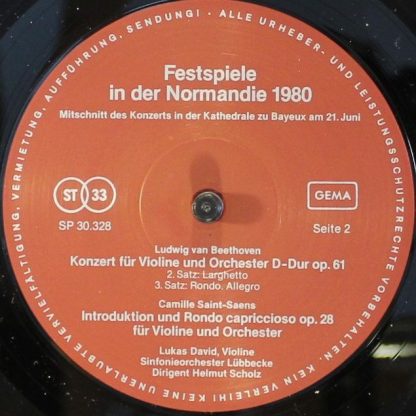 ALLE URHEBER- UND LEISTUNGSSCHUTZRECHTE VORBEHALTEN. KEIN VERLEIH! KEINE UNERLAUBTE VERVIELFÄLTIGUNG, VERMIETUNG, AUFFÜHRUNG, SENDUNG! ·
Festspiele
in der Normandie 1980
Mitschnitt des Konzerts in der Kathedrale zu Bayeux am 21. Juni
ST 33
GEMA
SP 30.328
Seite 2
Ludwig van Beethoven
Konzert für Violine und Orchester D-Dur op. 61
2. Satz: Larghetto
3. Satz: Rondo. Allegro
Camille Saint-Saens
Introduktion und Rondo capriccioso op. 28
für Violine und Orchester
Lukas David, Violine
Sinfonieorchester Lübbecke
Dirigent Helmut Scholz